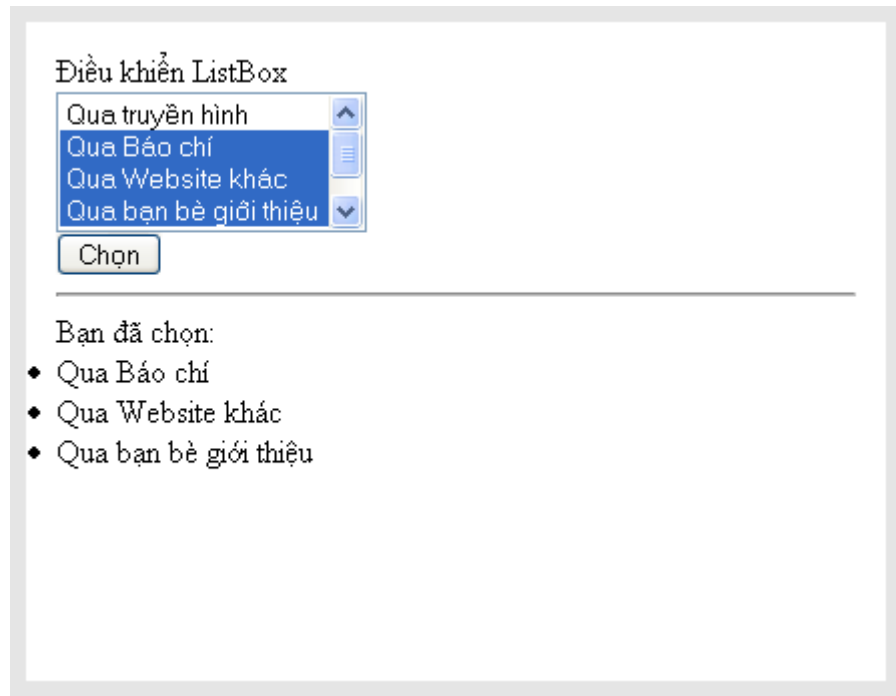 Điều khiển ListBox
Qua truyền hình
Qua Báo chí
Qua Website khác
Qua bạn bè giới thiệu
Chọn
Bạn đã chọn:
Qua Báo chí
Qua Website khác
Qua bạn bè giới thiệu